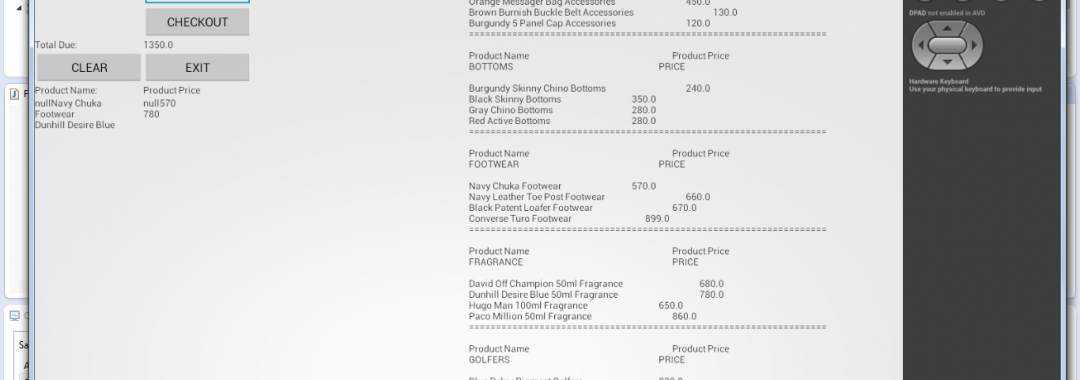 CHECKOUT
Total Due: 1350.0
CLEAR EXIT
Product Name: Product Price
nullNavy Chuka null570
Footwear 780
Dunhill Desire Blue
Orange Messager Bag Accessories 450.0
Brown Burnish Buckle Belt Accessories 130.0
Burgundy 5 Panel Cap Accessories 120.0
==================================================
Product Name Product Price
BOTTOMS PRICE
Burgundy Skinny Chino Bottoms 240.0
Black Skinny Bottoms 350.0
Gray Chino Bottoms 280.0
Red Active Bottoms 280.0
==================================================
Product Name Product Price
FOOTWEAR PRICE
Navy Chuka Footwear 570.0
Navy Leather Toe Post Footwear 660.0
Black Patent Loafer Footwear 670.0
Converse Turo Footwear 899.0
==================================================
Product Name Product Price
FRAGRANCE PRICE
David Off Champion 50ml Fragrance 680.0
Dunhill Desire Blue 50ml Fragrance 780.0
Hugo Man 100ml Fragrance 650.0
Paco Million 50ml Fragrance 860.0
==================================================
Product Name Product Price
GOLFERS PRICE
DPAD not enabled in AVD
Hardware Keyboard
Use your physical keyboard to provide input